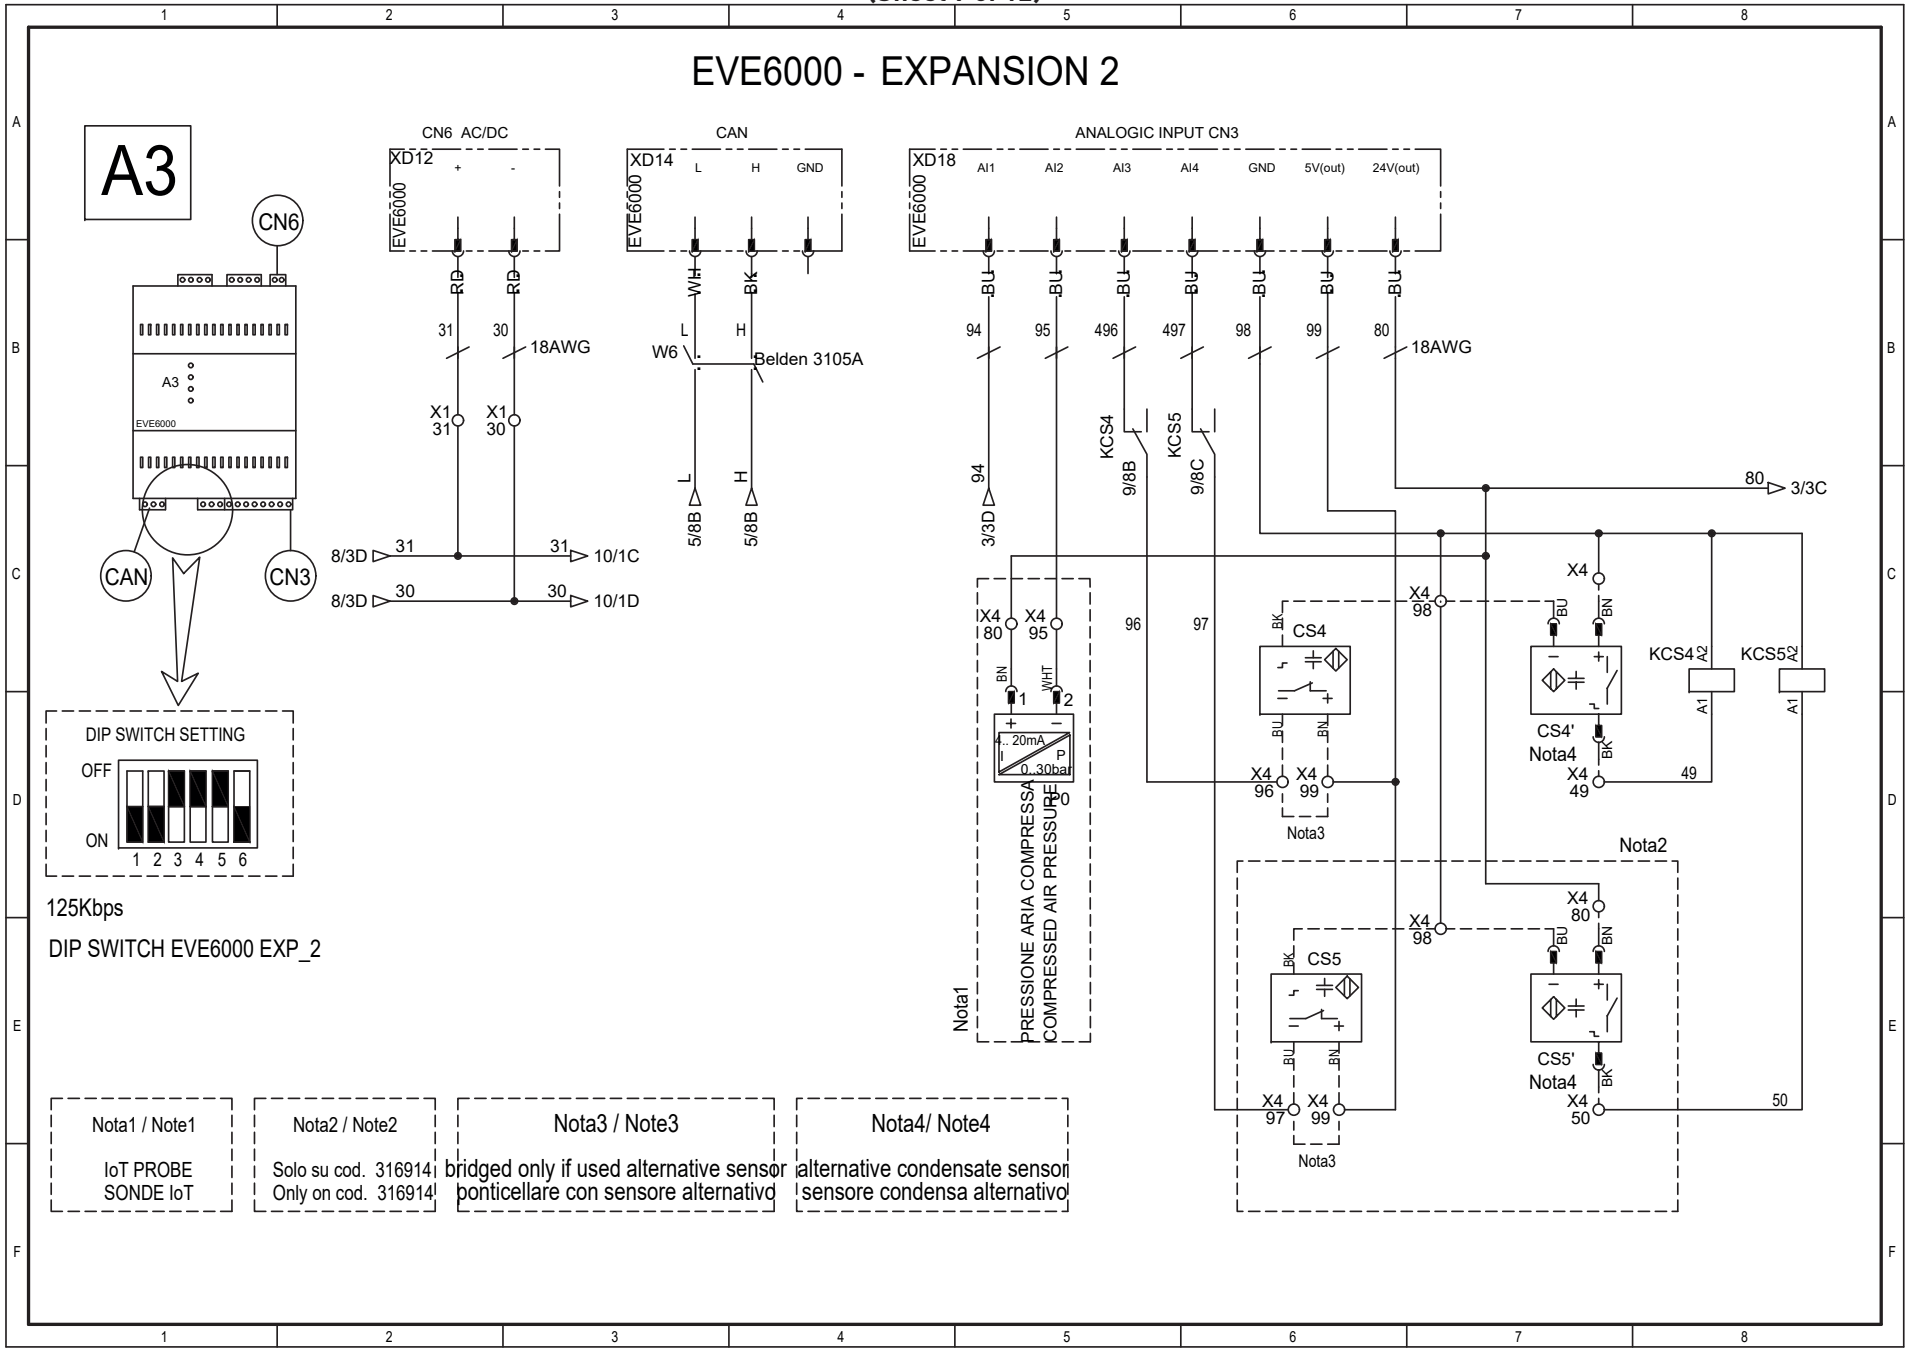 1 2 3 4 5 6 7 8
EVE6000 - EXPANSION 2
A A
A3
CN6 AC/DC
XD12
+ -
EVE6000
CAN
XD14
L H GND
EVE6000
ANALOGIC INPUT CN3
XD18
AI1 AI2 AI3 AI4 GND 5V(out) 24V(out)
EVE6000
CN6
RD RD WH BK BU BU BU BU BU BU BU
B B
31 30 18AWG
L H
W6 Belden 3105A
94 95 496 497 98 99 80 18AWG
A3
EVE6000
X1 X1
31 30
KCS4 KCS5
9/8B 9/8C
L H 94
5/8B 5/8B 3/3D
80 3/3C
CAN CN3
8/3D 31 31 10/1C
8/3D 30 30 10/1D
C C
X4
X4
98
BU BN
X4 X4
80 95
96 97
BK CS4
KCS4 A2 KCS5 A2
- +
BN WHT
1 2
+ -
4.. 20mA
I P
0..30bar
P0
- +
BU BN
A1 A1
CS4'
Nota4
BK
X4 X4
96 99
Nota3
X4
49
49
D D
DIP SWITCH SETTING
OFF
ON
1 2 3 4 5 6
125Kbps
DIP SWITCH EVE6000 EXP_2
PRESSIONE ARIA COMPRESSA
COMPRESSED AIR PRESSURE
Nota1
Nota2
X4
80
X4
98
BU BN
BK CS5
- +
- +
BU BN
CS5'
Nota4
BK
E E
X4 X4
97 99
Nota3
X4
50
50
Nota1 / Note1
IoT PROBE
SONDE IoT
Nota2 / Note2
Solo su cod. 316914
Only on cod. 316914
Nota3 / Note3
bridged only if used alternative sensor
ponticellare con sensore alternativo
Nota4/ Note4
alternative condensate sensor
sensore condensa alternativo
F F
1 2 3 4 5 6 7 8